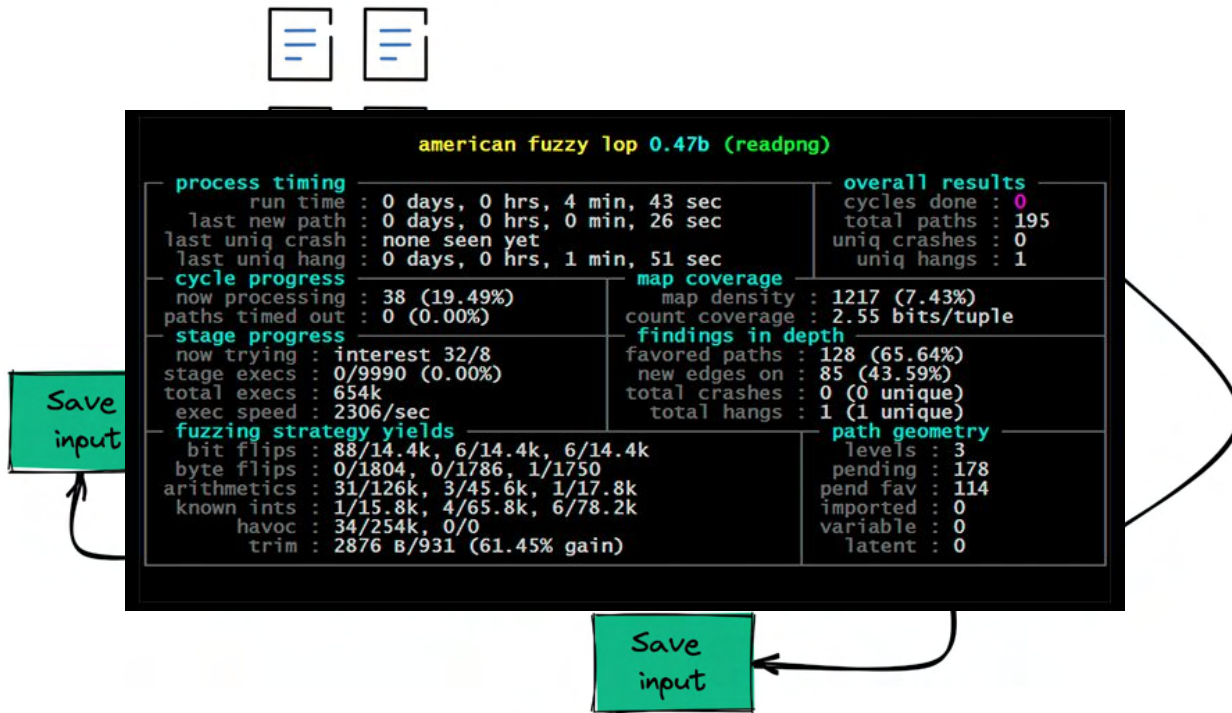 american fuzzy lop 0.47b (readpng)
process timing
run time : 0 days, 0 hrs, 4 min, 43 sec
last new path : 0 days, 0 hrs, 0 min, 26 sec
last uniq crash : none seen yet
last uniq hang : 0 days, 0 hrs, 1 min, 51 sec
overall results
cycles done : 0
total paths : 195
uniq crashes : 0
uniq hangs : 1
cycle progress
now processing : 38 (19.49%)
paths timed out : 0 (0.00%)
map coverage
map density : 1217 (7.43%)
count coverage : 2.55 bits/tuple
stage progress
now trying : interest 32/8
stage execs : 0/9990 (0.00%)
total execs : 654k
exec speed : 2306/sec
findings in depth
favored paths : 128 (65.64%)
new edges on : 85 (43.59%)
total crashes : 0 (0 unique)
total hangs : 1 (1 unique)
fuzzing strategy yields
bit flips : 88/14.4k, 6/14.4k, 6/14.4k
byte flips : 0/1804, 0/1786, 1/1750
arithmetics : 31/126k, 3/45.6k, 1/17.8k
known ints : 1/15.8k, 4/65.8k, 6/78.2k
havoc : 34/254k, 0/0
trim : 2876 B/931 (61.45% gain)
path geometry
levels : 3
pending : 178
pend fav : 114
imported : 0
variable : 0
latent : 0
Save
input
Save
input